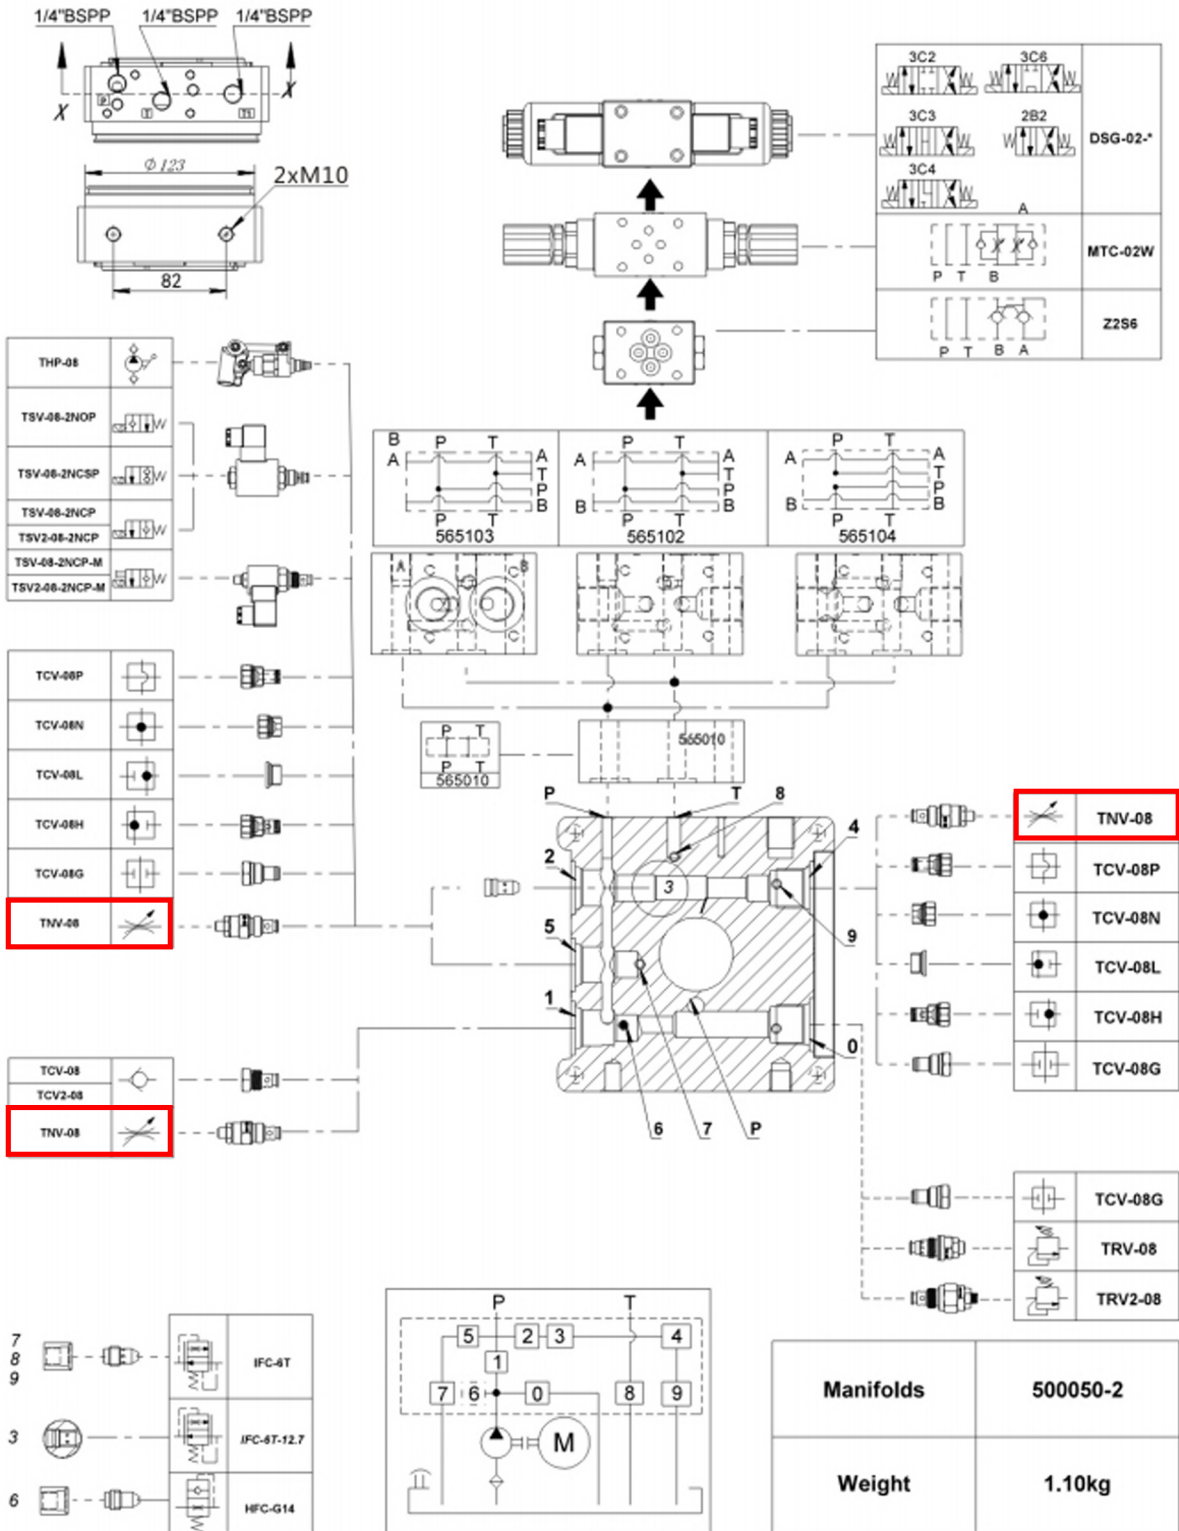 1/4"BSPP 1/4"BSPP 1/4"BSPP
X X
P T T1
Φ 123
2xM10
82
3C2 3C6
3C3 2B2
3C4
DSG-02-*
A
MTC-02W
P T B
Z2S6
P T B A
THP-08
TSV-08-2NOP
TSV-08-2NCSP
TSV-08-2NCP
TSV2-08-2NCP
TSV-08-2NCP-M
TSV2-08-2NCP-M
B P T
A A
T
P
B
P T
565103
P T
A A
T
P
B B
P T
565102
P T
A A
T
P
B B
P T
565104
A B
TCV-08P
TCV-08N
TCV-08L
TCV-08H
TCV-08G
TNV-08
P T
P T
565010
565010
P T 8
2 4
3
5 9
1 0
6 7 P
TNV-08
TCV-08P
TCV-08N
TCV-08L
TCV-08H
TCV-08G
TCV-08
TCV2-08
TNV-08
TCV-08G
TRV-08
TRV2-08
7
8
9
IFC-6T
3
IFC-6T-12.7
6
HFC-G14
P T
5 2 3 4
1
7 6 0 8 9
M
Manifolds 500050-2
Weight 1.10kg